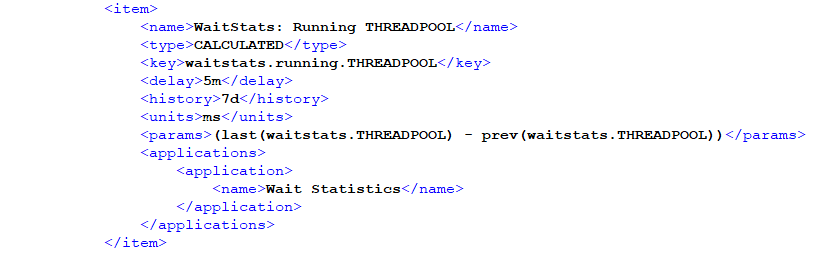 <item>
<name>WaitStats: Running THREADPOOL</name>
<type>CALCULATED</type>
<key>waitstats.running.THREADPOOL</key>
<delay>5m</delay>
<history>7d</history>
<units>ms</units>
<params>(last(waitstats.THREADPOOL) - prev(waitstats.THREADPOOL))</params>
<applications>
<application>
<name>Wait Statistics</name>
</application>
</applications>
</item>